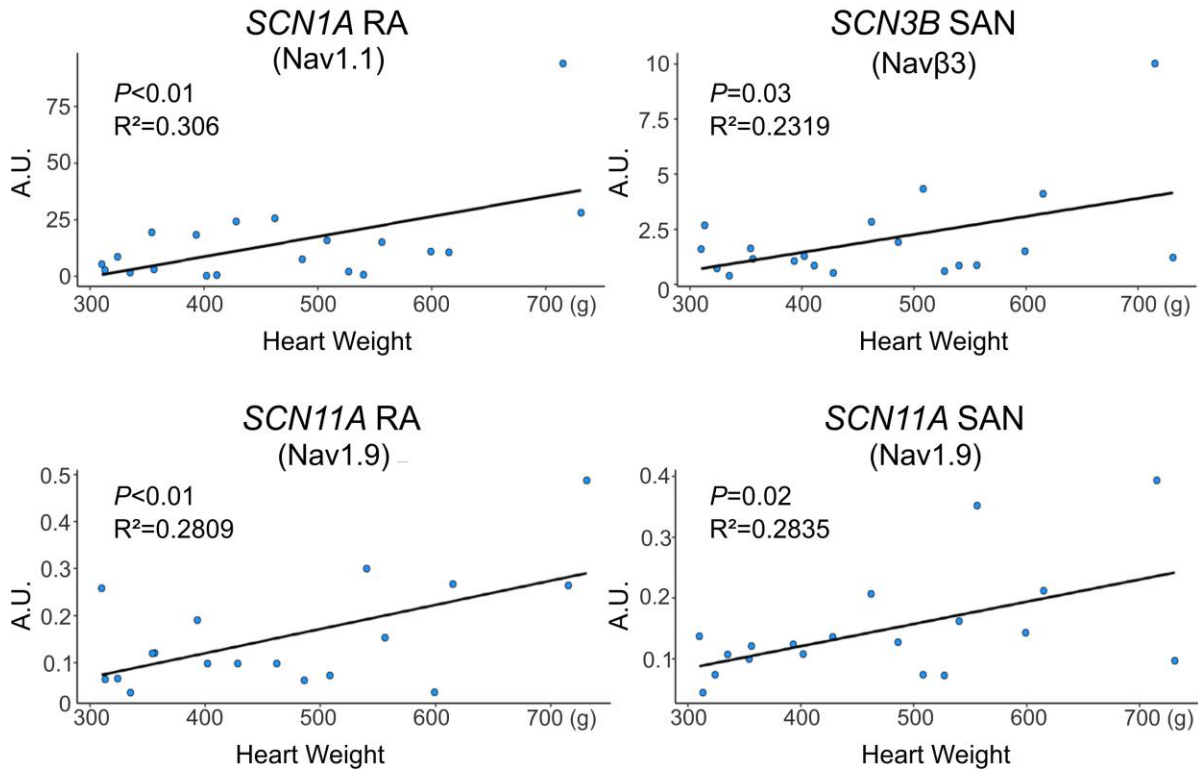 SCN1A RA
(Nav1.1)
P<0.01
R²=0.306
A.U.
75
50
25
0
300 400 500 600 700 (g)
Heart Weight
SCN3B SAN
(Navβ3)
P=0.03
R²=0.2319
A.U.
10
7.5
5
2.5
0
300 400 500 600 700 (g)
Heart Weight
SCN11A RA
(Nav1.9)
P<0.01
R²=0.2809
A.U.
0.5
0.4
0.3
0.2
0.1
0
300 400 500 600 700 (g)
Heart Weight
SCN11A SAN
(Nav1.9)
P=0.02
R²=0.2835
A.U.
0.4
0.3
0.2
0.1
300 400 500 600 700 (g)
Heart Weight